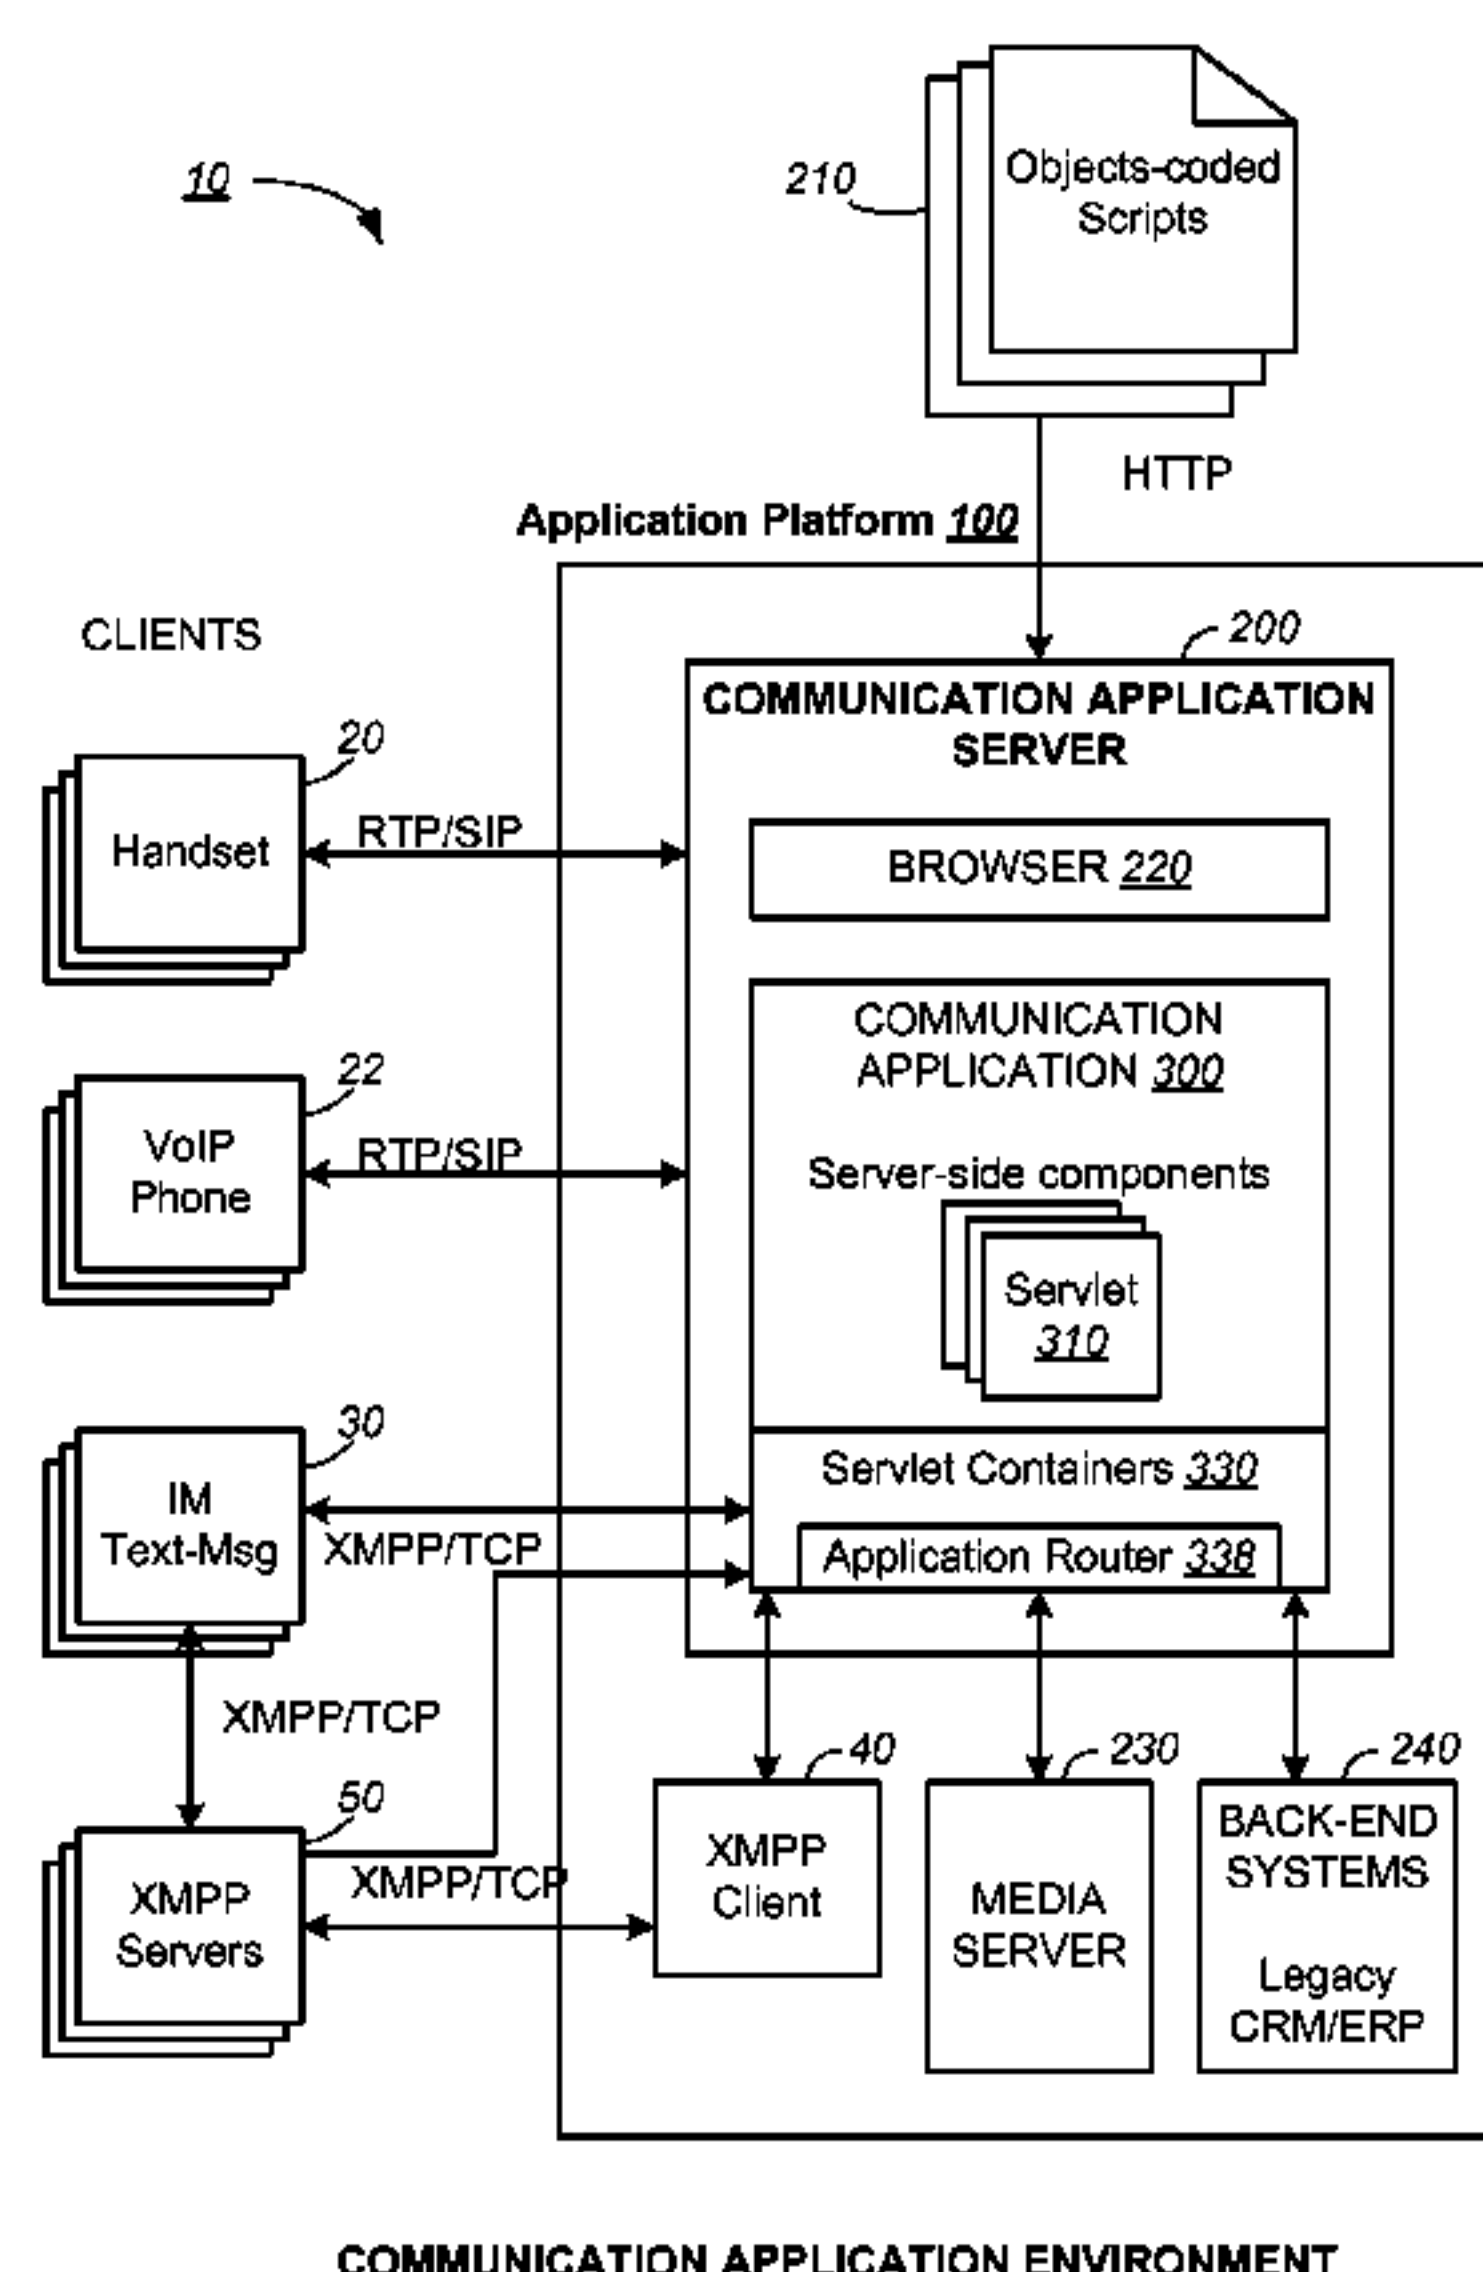 10
210
Objects-coded
Scripts
HTTP
Application Platform 100
CLIENTS
200
COMMUNICATION APPLICATION
SERVER
20
Handset
RTP/SIP
BROWSER 220
COMMUNICATION
APPLICATION 300
22
VoIP
Phone
RTP/SIP
Server-side components
Servlet
310
30
IM
Text-Msg
XMPP/TCP
Servlet Containers 330
Application Router 338
XMPP/TCP
50
XMPP
Servers
XMPP/TCP
40
XMPP
Client
230
MEDIA
SERVER
240
BACK-END
SYSTEMS
Legacy
CRM/ERP
COMMUNICATION APPLICATION ENVIRONMENT